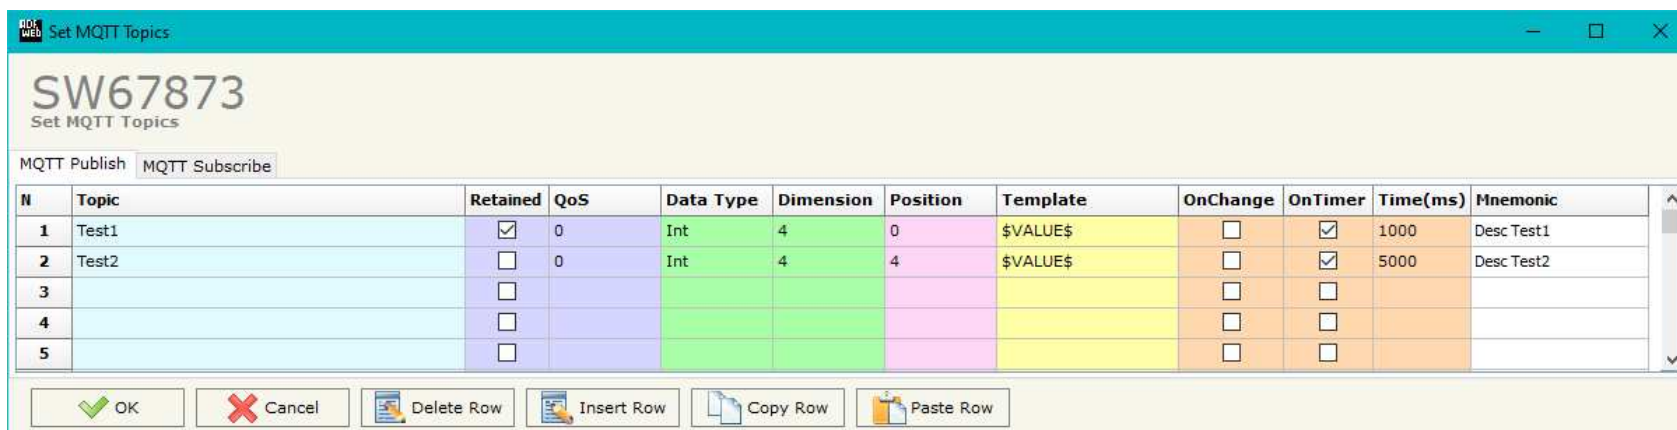 ADF WEB Set MQTT Topics
SW67873
Set MQTT Topics
MQTT Publish MQTT Subscribe
N Topic Retained QoS Data Type Dimension Position Template OnChange OnTimer Time(ms) Mnemonic
1 Test1 0 Int 4 0 $VALUE$ 1000 Desc Test1
2 Test2 0 Int 4 4 $VALUE$ 5000 Desc Test2
3
4
5
OK Cancel Delete Row Insert Row Copy Row Paste Row